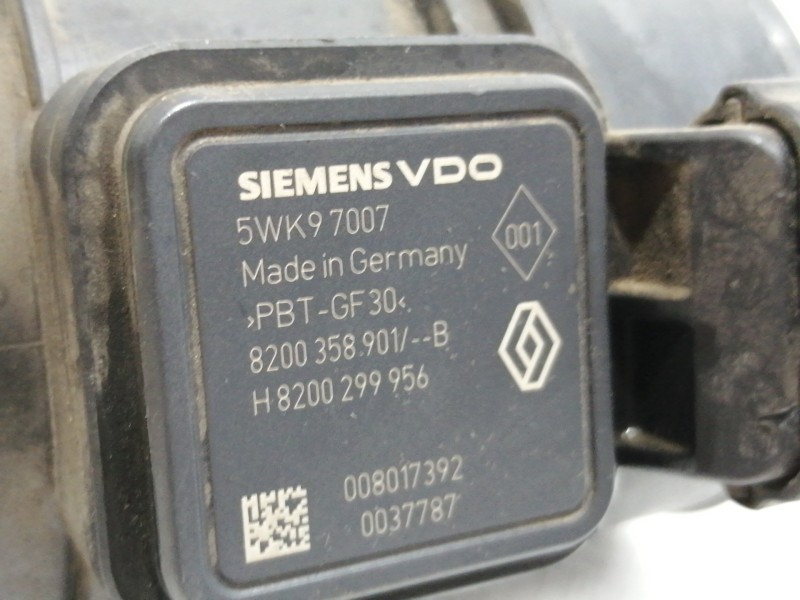 SIEMENS VDO
5WK9 7007
001
Made in Germany
>PBT-GF30<
8200 358 901/--B
H 8200 299 956
008017392
0037787